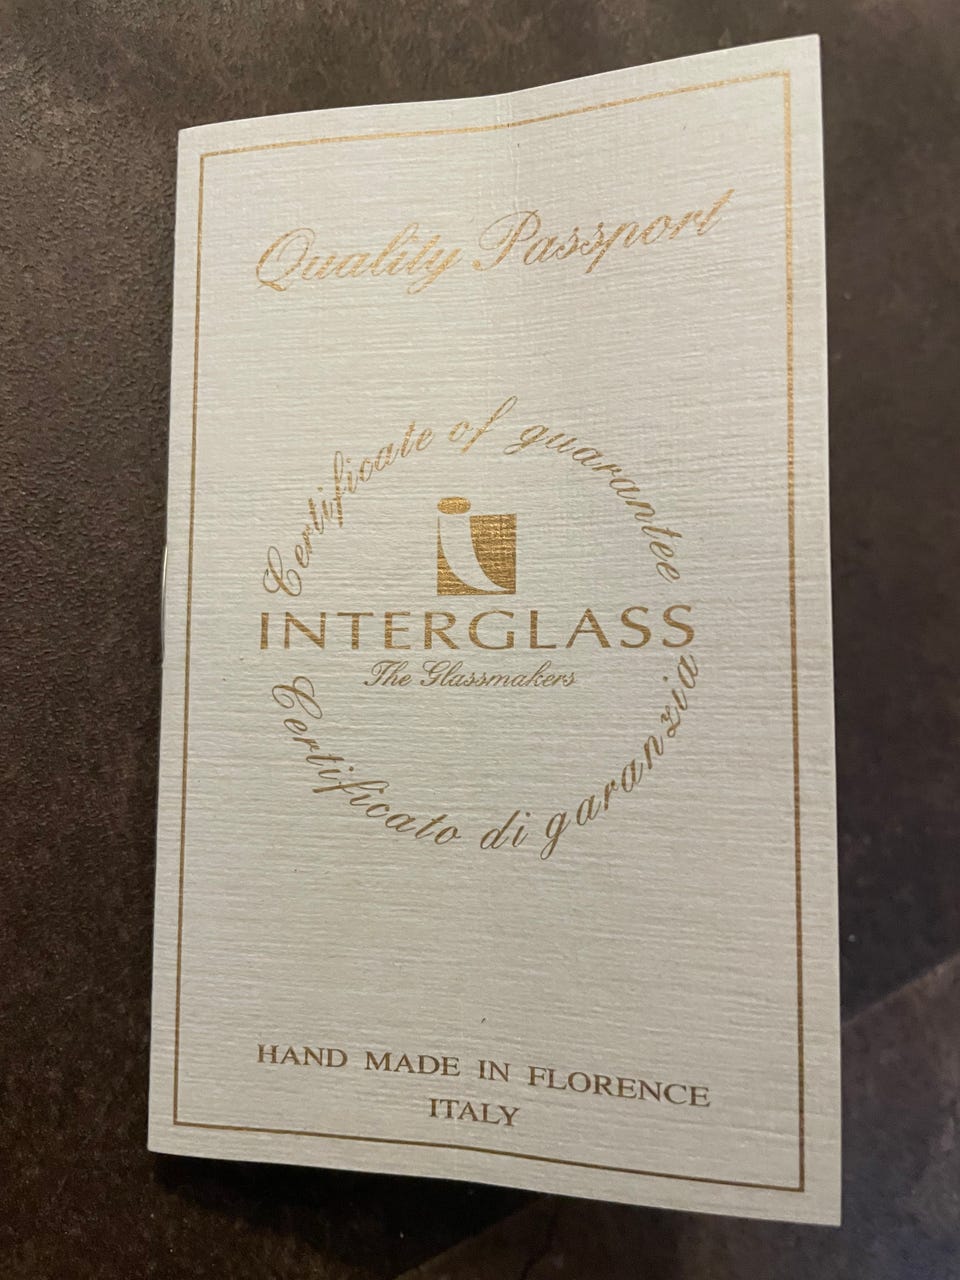 Quality Passport
Certificate of guarantee
INTERGLASS
The Glassmakers
Certificato di garanzia
HAND MADE IN FLORENCE
ITALY